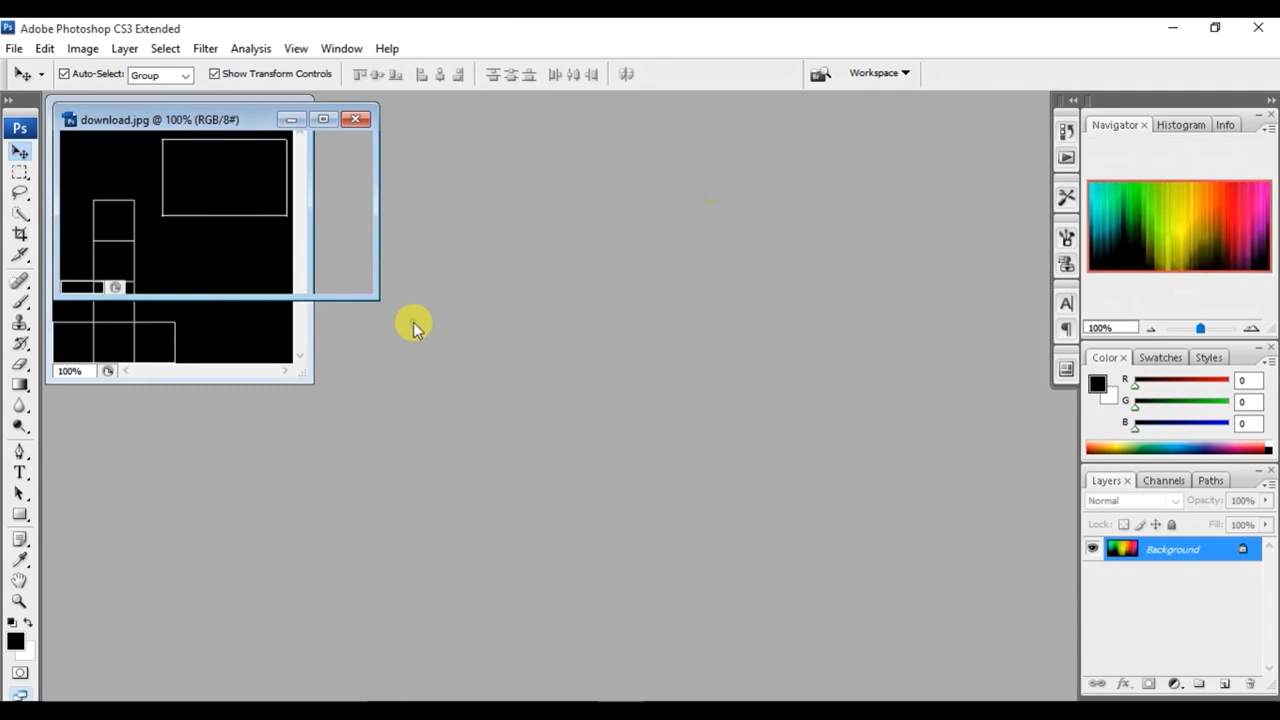 Ps Adobe Photoshop CS3 Extended
File Edit Image Layer Select Filter Analysis View Window Help
Auto-Select: Group Show Transform Controls Workspace
Ps download.jpg @ 100% (RGB/8#)
Navigator Histogram Info
100%
100%
Color Swatches Styles
R 0
G 0
B 0
Layers Channels Paths
Normal Opacity: 100%
Lock: Fill: 100%
Background